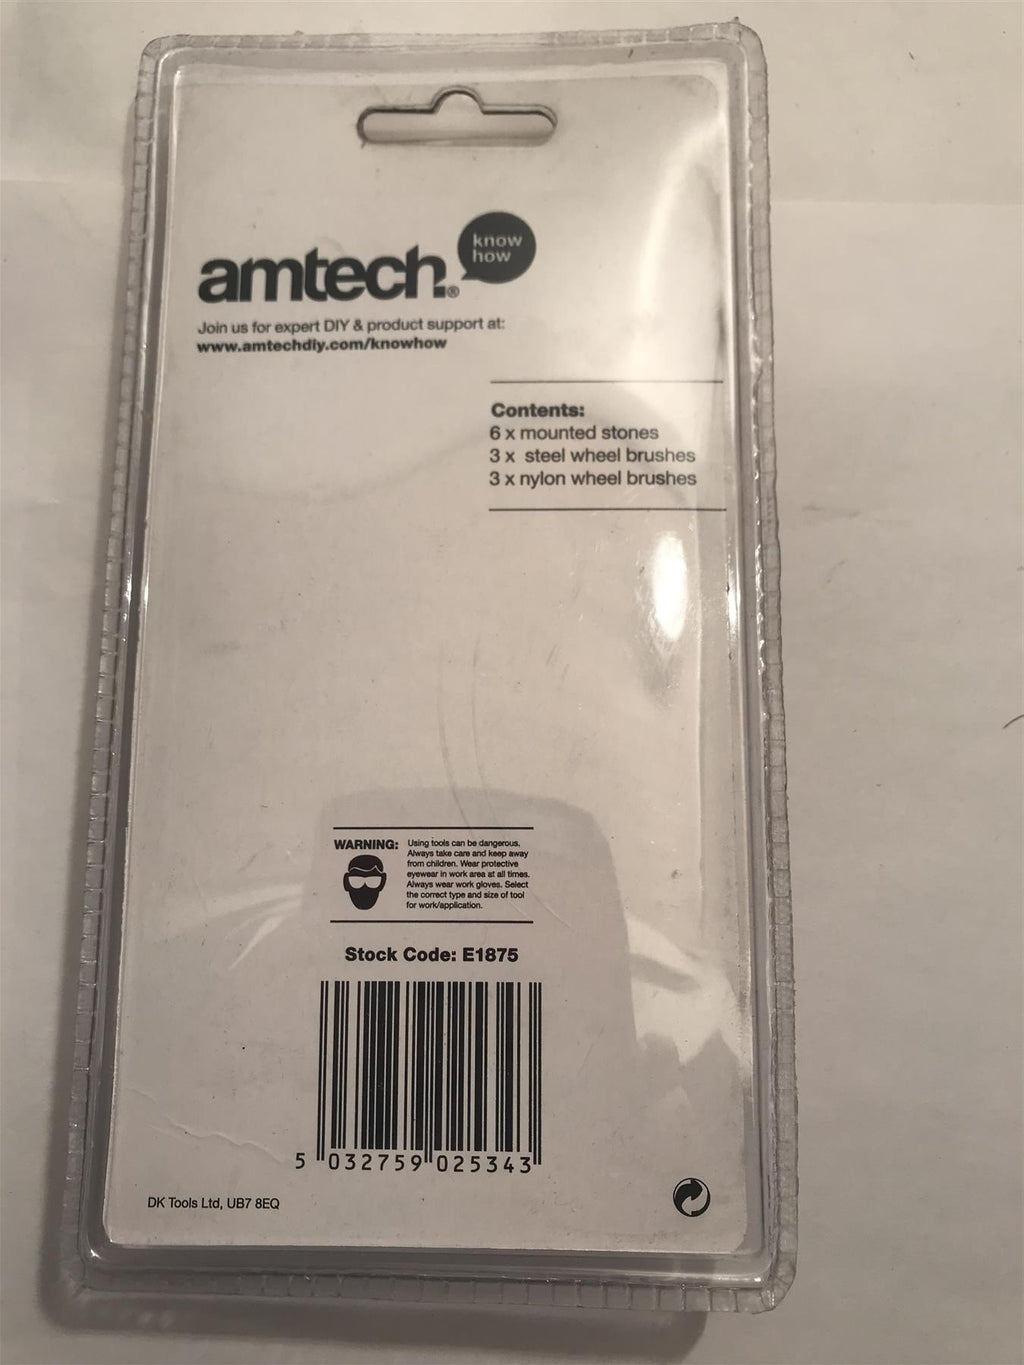 amtech.®
know
how
Join us for expert DIY & product support at:
www.amtechdiy.com/knowhow
Contents:
6 x mounted stones
3 x steel wheel brushes
3 x nylon wheel brushes
WARNING:
Using tools can be dangerous.
Always take care and keep away
from children. Wear protective
eyewear in work area at all times.
Always wear work gloves. Select
the correct type and size of tool
for work/application.
Stock Code: E1875
5 032759 025343
DK Tools Ltd, UB7 8EQ